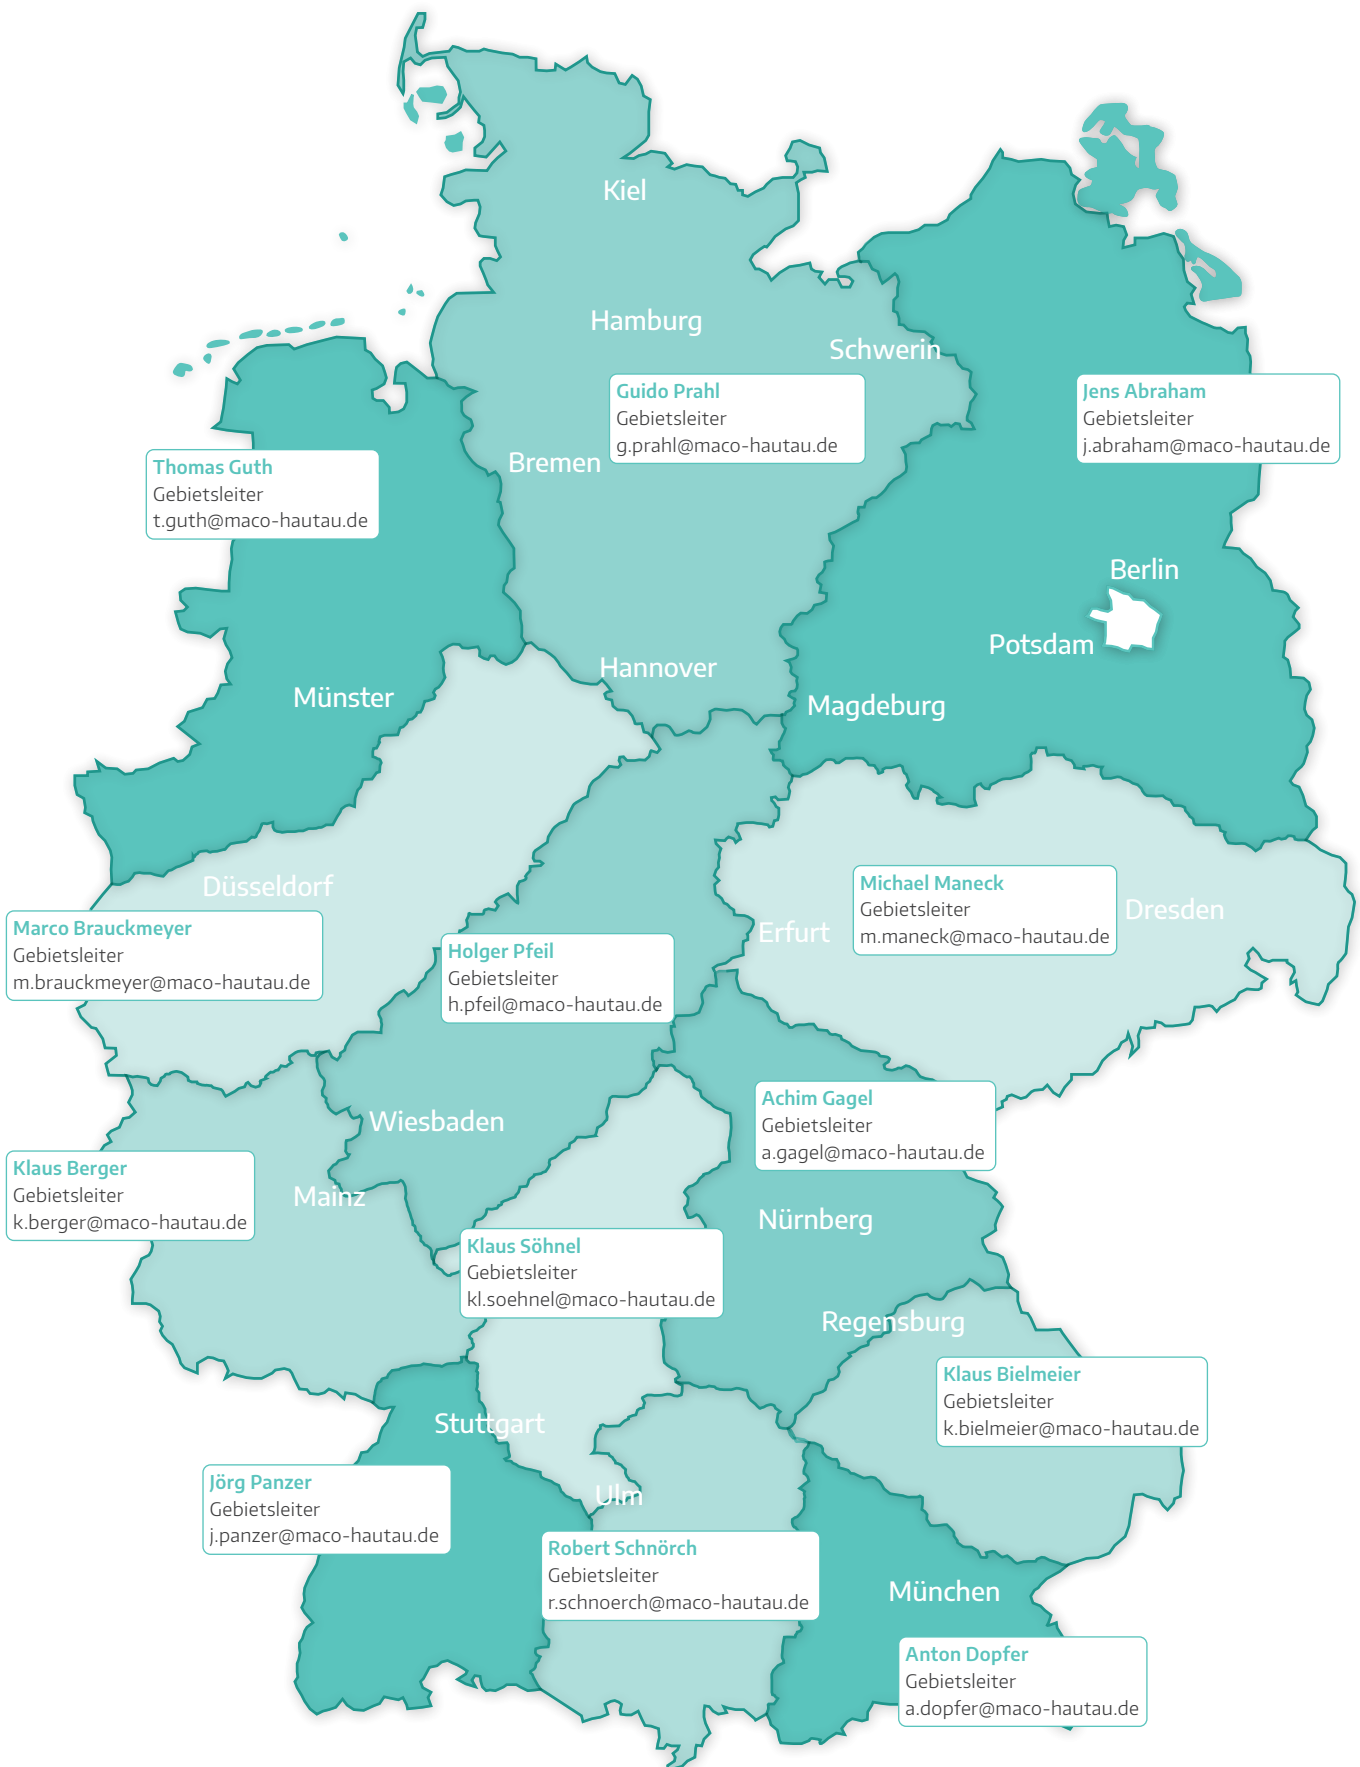 Kiel
Hamburg
Schwerin
Guido Prahl
Gebietsleiter
g.prahl@maco-hautau.de
Jens Abraham
Gebietsleiter
j.abraham@maco-hautau.de
Bremen
Thomas Guth
Gebietsleiter
t.guth@maco-hautau.de
Berlin
Potsdam
Hannover
Münster
Magdeburg
Düsseldorf
Marco Brauckmeyer
Gebietsleiter
m.brauckmeyer@maco-hautau.de
Holger Pfeil
Gebietsleiter
h.pfeil@maco-hautau.de
Erfurt
Michael Maneck
Gebietsleiter
m.maneck@maco-hautau.de
Dresden
Wiesbaden
Achim Gagel
Gebietsleiter
a.gagel@maco-hautau.de
Klaus Berger
Gebietsleiter
k.berger@maco-hautau.de
Mainz
Nürnberg
Klaus Söhnel
Gebietsleiter
kl.soehnel@maco-hautau.de
Regensburg
Klaus Bielmeier
Gebietsleiter
k.bielmeier@maco-hautau.de
Stuttgart
Jörg Panzer
Gebietsleiter
j.panzer@maco-hautau.de
Ulm
Robert Schnörch
Gebietsleiter
r.schnoerch@maco-hautau.de
München
Anton Dopfer
Gebietsleiter
a.dopfer@maco-hautau.de